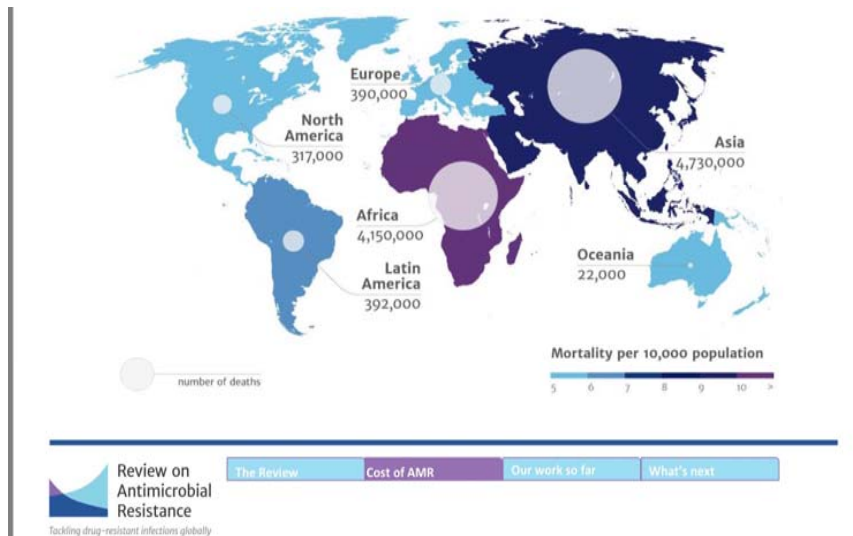 Europe
390,000
North
America
317,000
Asia
4,730,000
Africa
4,150,000
Latin
America
392,000
Oceania
22,000
Mortality per 10,000 population
5 6 7 8 9 10 >
number of deaths
Review on
Antimicrobial
Resistance
Tackling drug-resistant infections globally
The Review
Cost of AMR
Our work so far
What's next